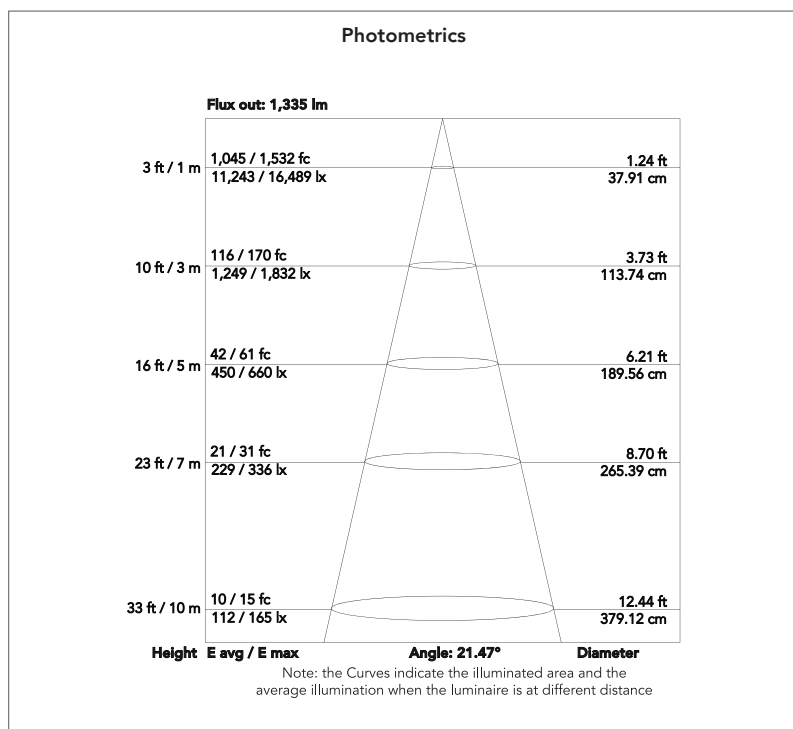 Photometrics
Flux out: 1,335 lm
3 ft / 1 m
1,045 / 1,532 fc
11,243 / 16,489 lx
1.24 ft
37.91 cm
10 ft / 3 m
116 / 170 fc
1,249 / 1,832 lx
3.73 ft
113.74 cm
16 ft / 5 m
42 / 61 fc
450 / 660 lx
6.21 ft
189.56 cm
23 ft / 7 m
21 / 31 fc
229 / 336 lx
8.70 ft
265.39 cm
33 ft / 10 m
10 / 15 fc
112 / 165 lx
12.44 ft
379.12 cm
Height E avg / E max Angle: 21.47° Diameter
Note: the Curves indicate the illuminated area and the
average illumination when the luminaire is at different distance